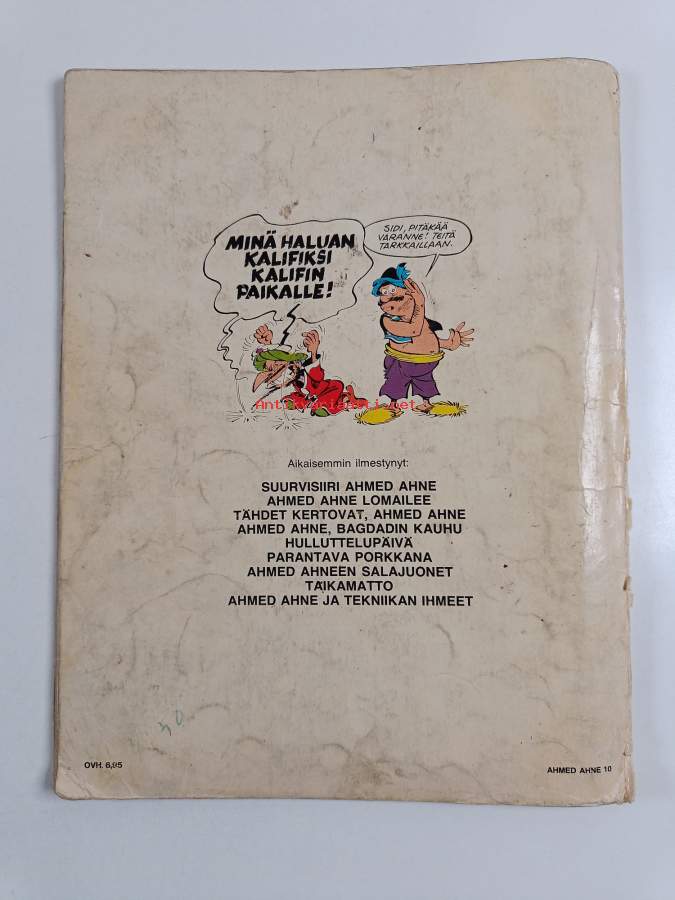 MINÄ HALUAN
KALIFIKSI
KALIFIN
PAIKALLE!
SIDI, PITÄKÄÄ
VARANNE! TEITÄ
TARKKAILLAAN.
Antikvariaatti.net
Aikaisemmin ilmestynyt:
SUURVISIIRI AHMED AHNE
AHMED AHNE LOMAILEE
TÄHDET KERTOVAT, AHMED AHNE
AHMED AHNE, BAGDADIN KAUHU
HULLUTTELUPÄIVÄ
PARANTAVA PORKKANA
AHMED AHNEEN SALAJUONET
TAIKAMATTO
AHMED AHNE JA TEKNIIKAN IHMEET
OVH. 6,95
AHMED AHNE 10